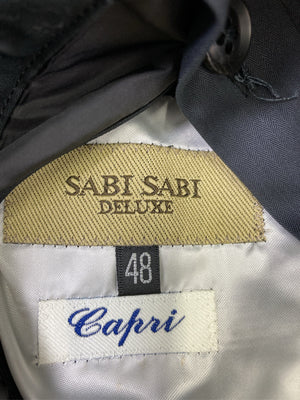 SABI SABI
DELUXE
48
Capri